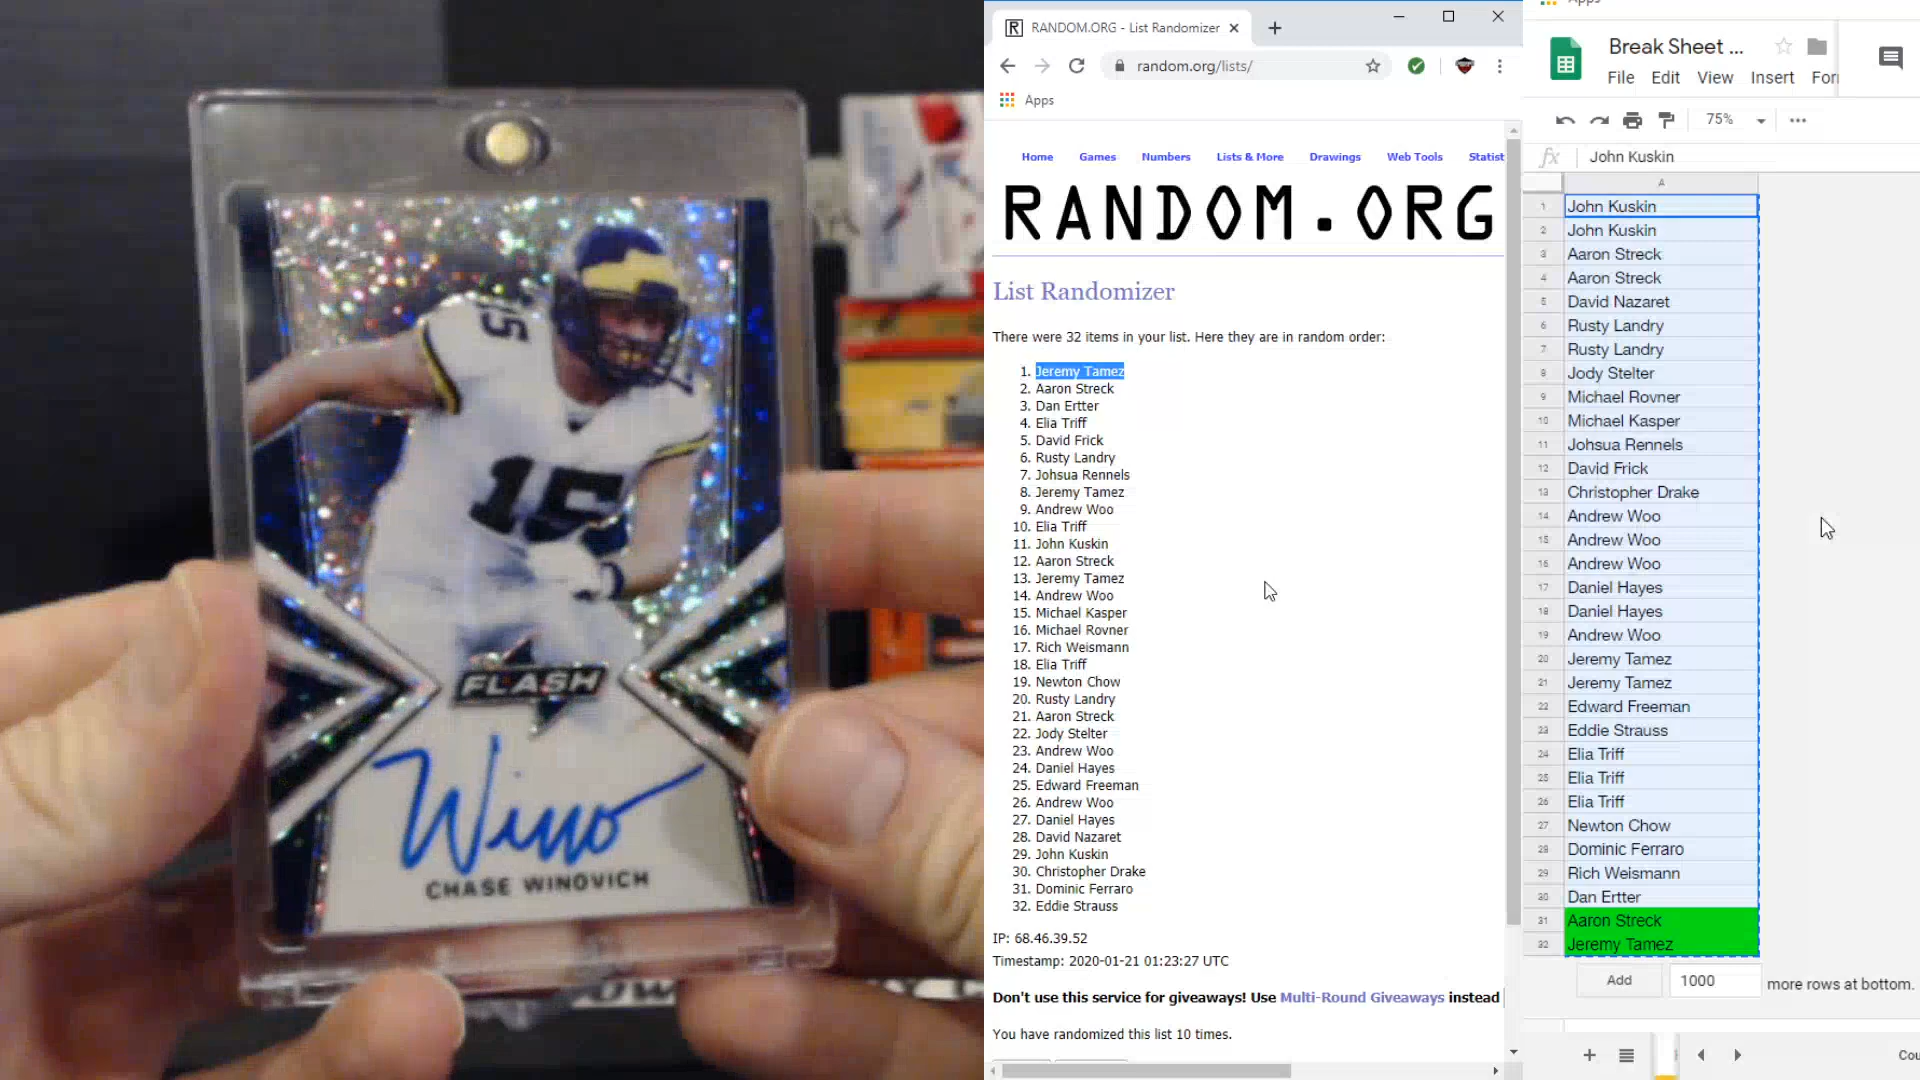 15
15
FLASH
Wino
CHASE WINOVICH
RANDOM.ORG - List Randomizer
random.org/lists/
Apps
Home Games Numbers Lists & More Drawings Web Tools Statist
RANDOM.ORG
List Randomizer
There were 32 items in your list. Here they are in random order:
1. Jeremy Tamez
2. Aaron Streck
3. Dan Ertter
4. Elia Triff
5. David Frick
6. Rusty Landry
7. Johsua Rennels
8. Jeremy Tamez
9. Andrew Woo
10. Elia Triff
11. John Kuskin
12. Aaron Streck
13. Jeremy Tamez
14. Andrew Woo
15. Michael Kasper
16. Michael Rovner
17. Rich Weismann
18. Elia Triff
19. Newton Chow
20. Rusty Landry
21. Aaron Streck
22. Jody Stelter
23. Andrew Woo
24. Daniel Hayes
25. Edward Freeman
26. Andrew Woo
27. Daniel Hayes
28. David Nazaret
29. John Kuskin
30. Christopher Drake
31. Dominic Ferraro
32. Eddie Strauss
IP: 68.46.39.52
Timestamp: 2020-01-21 01:23:27 UTC
Don't use this service for giveaways! Use Multi-Round Giveaways instead
You have randomized this list 10 times.
Apps
Break Sheet ...
File Edit View Insert For
75%
fx John Kuskin
A
1 John Kuskin
2 John Kuskin
3 Aaron Streck
4 Aaron Streck
5 David Nazaret
6 Rusty Landry
7 Rusty Landry
8 Jody Stelter
9 Michael Rovner
10 Michael Kasper
11 Johsua Rennels
12 David Frick
13 Christopher Drake
14 Andrew Woo
15 Andrew Woo
16 Andrew Woo
17 Daniel Hayes
18 Daniel Hayes
19 Andrew Woo
20 Jeremy Tamez
21 Jeremy Tamez
22 Edward Freeman
23 Eddie Strauss
24 Elia Triff
25 Elia Triff
26 Elia Triff
27 Newton Chow
28 Dominic Ferraro
29 Rich Weismann
30 Dan Ertter
31 Aaron Streck
32 Jeremy Tamez
Add 1000 more rows at bottom.
Cou